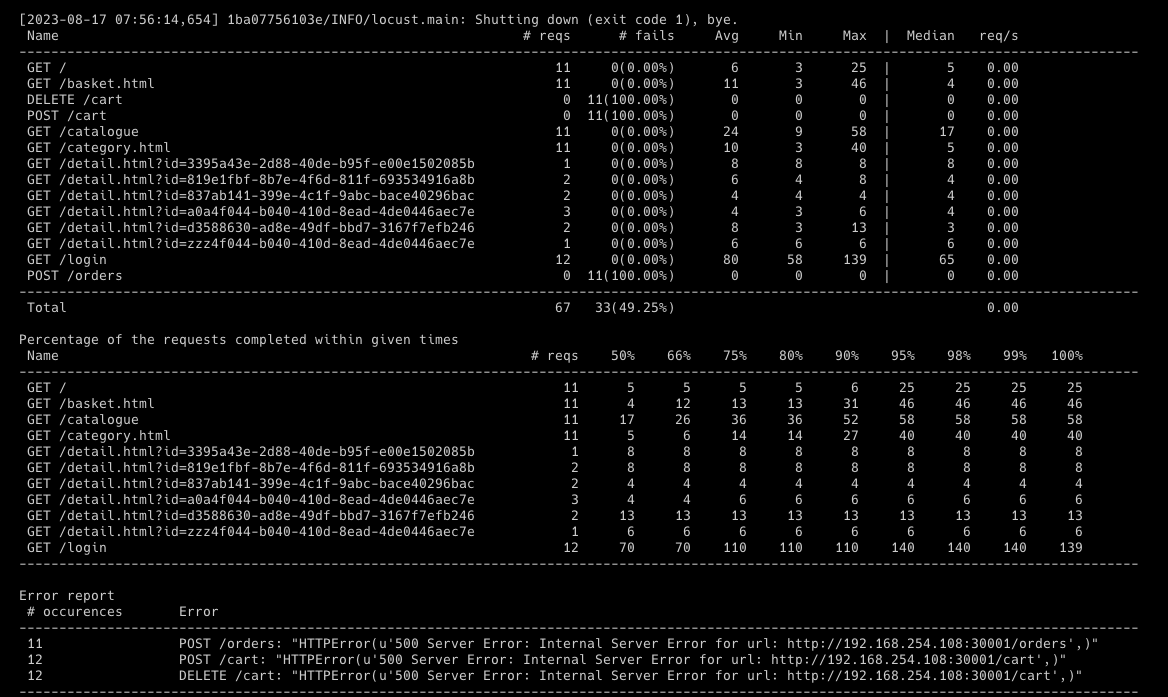 [2023-08-17 07:56:14,654] 1ba07756103e/INFO/locust.main: Shutting down (exit code 1), bye.
 Name                                                          # reqs      # fails     Avg     Min     Max  |  Median   req/s
--------------------------------------------------------------------------------------------------------------------------------------------
 GET /                                                             11     0(0.00%)       6       3      25  |       5    0.00
 GET /basket.html                                                  11     0(0.00%)      11       3      46  |       4    0.00
 DELETE /cart                                                       0  11(100.00%)       0       0       0  |       0    0.00
 POST /cart                                                         0  11(100.00%)       0       0       0  |       0    0.00
 GET /catalogue                                                    11     0(0.00%)      24       9      58  |      17    0.00
 GET /category.html                                                11     0(0.00%)      10       3      40  |       5    0.00
 GET /detail.html?id=3395a43e-2d88-40de-b95f-e00e1502085b           1     0(0.00%)       8       8       8  |       8    0.00
 GET /detail.html?id=819e1fbf-8b7e-4f6d-811f-693534916a8b           2     0(0.00%)       6       4       8  |       4    0.00
 GET /detail.html?id=837ab141-399e-4c1f-9abc-bace40296bac           2     0(0.00%)       4       4       4  |       4    0.00
 GET /detail.html?id=a0a4f044-b040-410d-8ead-4de0446aec7e           3     0(0.00%)       4       3       6  |       4    0.00
 GET /detail.html?id=d3588630-ad8e-49df-bbd7-3167f7efb246           2     0(0.00%)       8       3      13  |       3    0.00
 GET /detail.html?id=zzz4f044-b040-410d-8ead-4de0446aec7e           1     0(0.00%)       6       6       6  |       6    0.00
 GET /login                                                        12     0(0.00%)      80      58     139  |      65    0.00
 POST /orders                                                       0  11(100.00%)       0       0       0  |       0    0.00
--------------------------------------------------------------------------------------------------------------------------------------------
 Total                                                             67   33(49.25%)                                       0.00
Percentage of the requests completed within given times
 Name                                                           # reqs    50%    66%    75%    80%    90%    95%    98%    99%   100%
--------------------------------------------------------------------------------------------------------------------------------------------
 GET /                                                              11      5      5      5      5      6     25     25     25     25
 GET /basket.html                                                   11      4     12     13     13     31     46     46     46     46
 GET /catalogue                                                     11     17     26     36     36     52     58     58     58     58
 GET /category.html                                                 11      5      6     14     14     27     40     40     40     40
 GET /detail.html?id=3395a43e-2d88-40de-b95f-e00e1502085b            1      8      8      8      8      8      8      8      8      8
 GET /detail.html?id=819e1fbf-8b7e-4f6d-811f-693534916a8b            2      8      8      8      8      8      8      8      8      8
 GET /detail.html?id=837ab141-399e-4c1f-9abc-bace40296bac            2      4      4      4      4      4      4      4      4      4
 GET /detail.html?id=a0a4f044-b040-410d-8ead-4de0446aec7e            3      4      4      6      6      6      6      6      6      6
 GET /detail.html?id=d3588630-ad8e-49df-bbd7-3167f7efb246            2     13     13     13     13     13     13     13     13     13
 GET /detail.html?id=zzz4f044-b040-410d-8ead-4de0446aec7e            1      6      6      6      6      6      6      6      6      6
 GET /login                                                         12     70     70    110    110    110    140    140    140    139
--------------------------------------------------------------------------------------------------------------------------------------------
Error report
 # occurences       Error
--------------------------------------------------------------------------------------------------------------------------------------------
 11                 POST /orders: "HTTPError(u'500 Server Error: Internal Server Error for url: http://192.168.254.108:30001/orders',)"
 12                 POST /cart: "HTTPError(u'500 Server Error: Internal Server Error for url: http://192.168.254.108:30001/cart',)"
 12                 DELETE /cart: "HTTPError(u'500 Server Error: Internal Server Error for url: http://192.168.254.108:30001/cart',)"
--------------------------------------------------------------------------------------------------------------------------------------------